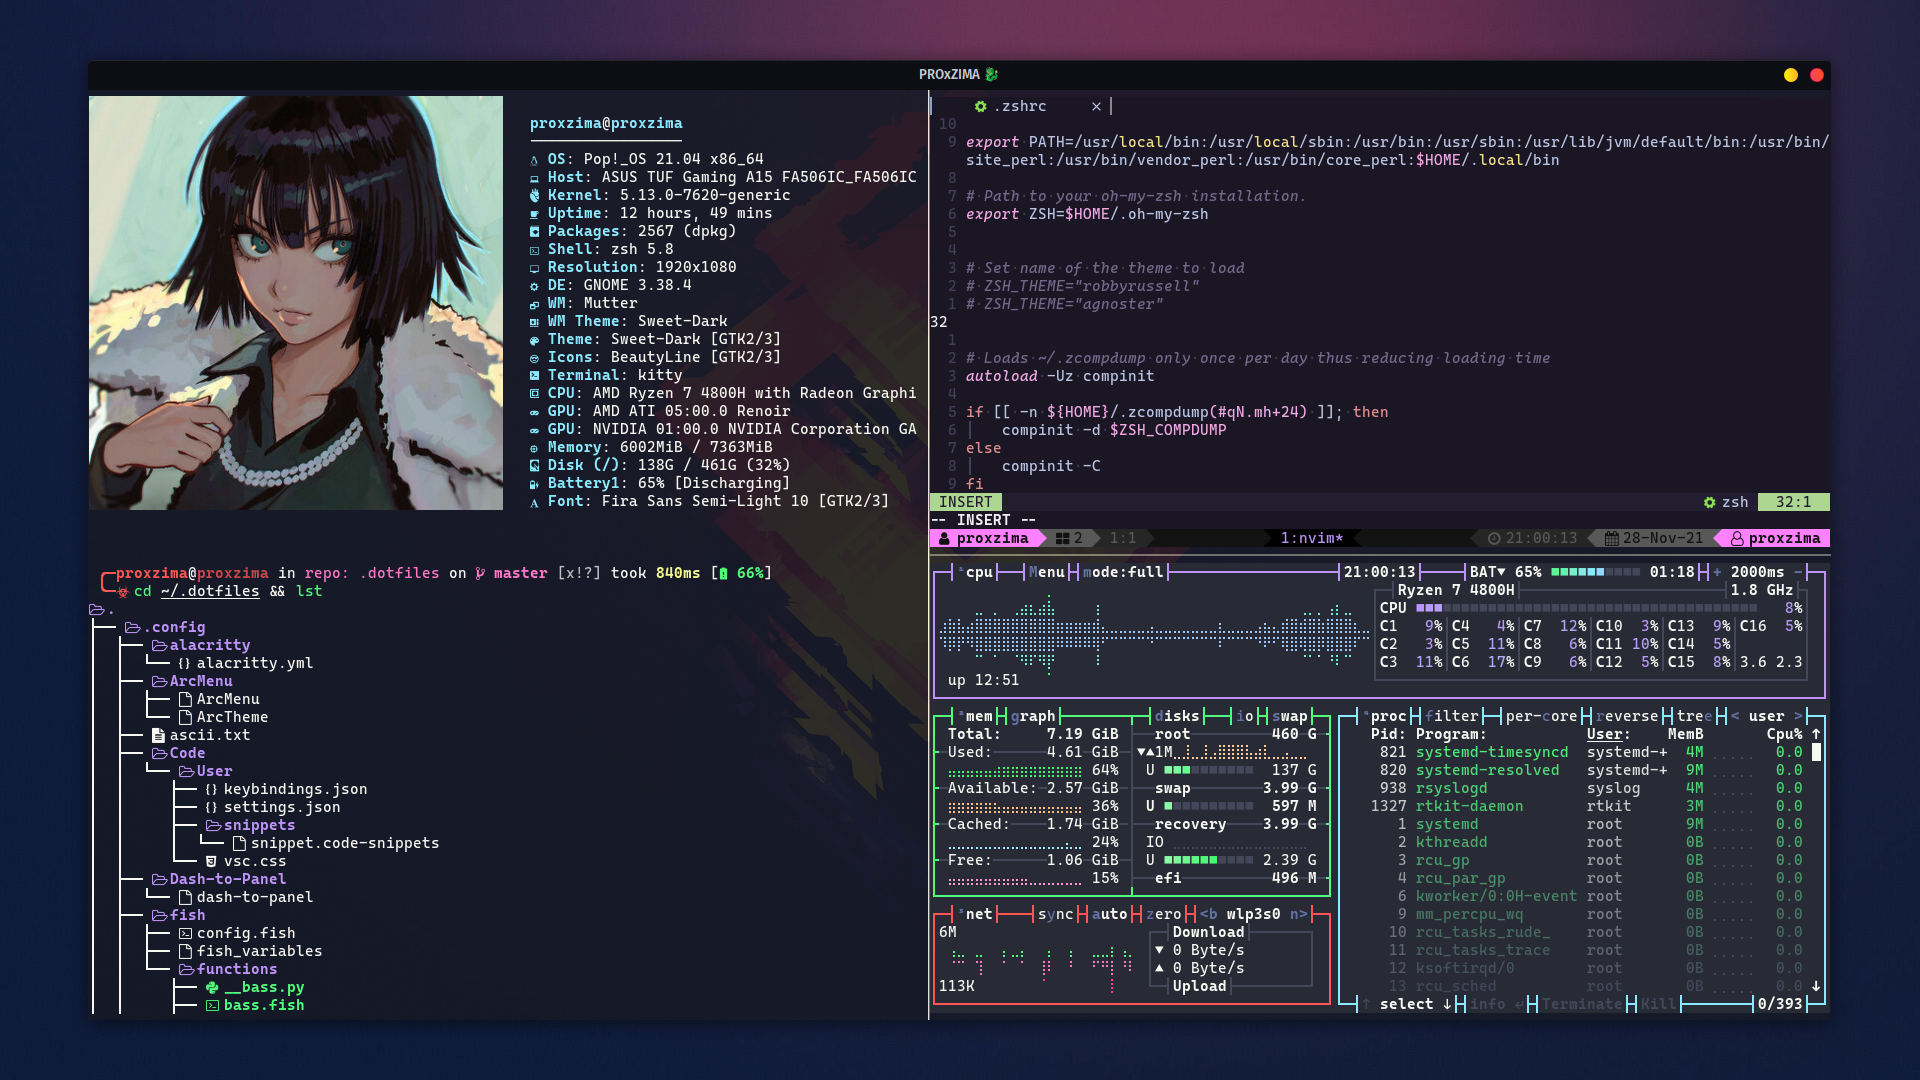 PROxZIMA
proxzima@proxzima
OS: Pop!_OS 21.04 x86_64
Host: ASUS TUF Gaming A15 FA506IC_FA506IC
Kernel: 5.13.0-7620-generic
Uptime: 12 hours, 49 mins
Packages: 2567 (dpkg)
Shell: zsh 5.8
Resolution: 1920x1080
DE: GNOME 3.38.4
WM: Mutter
WM Theme: Sweet-Dark
Theme: Sweet-Dark [GTK2/3]
Icons: BeautyLine [GTK2/3]
Terminal: kitty
CPU: AMD Ryzen 7 4800H with Radeon Graphi
GPU: AMD ATI 05:00.0 Renoir
GPU: NVIDIA 01:00.0 NVIDIA Corporation GA
Memory: 6002MiB / 7363MiB
Disk (/): 138G / 461G (32%)
Battery1: 65% [Discharging]
Font: Fira Sans Semi-Light 10 [GTK2/3]
proxzima@proxzima in repo: .dotfiles on master [x!?] took 840ms [ 66%]
cd ~/.dotfiles && lst
.
.config
alacritty
{} alacritty.yml
ArcMenu
ArcMenu
ArcTheme
ascii.txt
Code
User
{} keybindings.json
{} settings.json
snippets
snippet.code-snippets
vsc.css
Dash-to-Panel
dash-to-panel
fish
config.fish
fish_variables
functions
__bass.py
bass.fish
.zshrc ×
10
9 export PATH=/usr/local/bin:/usr/local/sbin:/usr/bin:/usr/sbin:/usr/lib/jvm/default/bin:/usr/bin/
site_perl:/usr/bin/vendor_perl:/usr/bin/core_perl:$HOME/.local/bin
8
7 # Path to your oh-my-zsh installation.
6 export ZSH=$HOME/.oh-my-zsh
5
4
3 # Set name of the theme to load
2 # ZSH_THEME="robbyrussell"
1 # ZSH_THEME="agnoster"
32
1
2 # Loads ~/.zcompdump only once per day thus reducing loading time
3 autoload -Uz compinit
4
5 if [[ -n ${HOME}/.zcompdump(#qN.mh+24) ]]; then
6 compinit -d $ZSH_COMPDUMP
7 else
8 compinit -C
9 fi
INSERT zsh 32:1
-- INSERT --
proxzima 2 1:1 1:nvim* 21:00:13 28-Nov-21 proxzima
¹cpu Menu mode:full 21:00:13 BAT▼ 65% 01:18 + 2000ms -
Ryzen 7 4800H 1.8 GHz
CPU 8%
C1 9% C4 4% C7 12% C10 3% C13 9% C16 5%
C2 3% C5 11% C8 6% C11 10% C14 5%
C3 11% C6 17% C9 6% C12 5% C15 8% 3.6 2.3
up 12:51
²mem graph disks io swap
Total: 7.19 GiB
Used: 4.61 GiB
64%
Available: 2.57 GiB
36%
Cached: 1.74 GiB
24%
Free: 1.06 GiB
15%
root 460 G
▼▲1M
U 137 G
swap 3.99 G
U 597 M
recovery 3.99 G
IO
U 2.39 G
efi 496 M
³net sync auto zero <b wlp3s0 n>
6M
113K
Download
▼ 0 Byte/s
▲ 0 Byte/s
Upload
⁴proc filter per-core reverse tree < user >
Pid: Program: User: MemB Cpu% ↑
821 systemd-timesyncd systemd-+ 4M 0.0
820 systemd-resolved systemd-+ 9M 0.0
938 rsyslogd syslog 4M 0.0
1327 rtkit-daemon rtkit 3M 0.0
1 systemd root 9M 0.0
2 kthreadd root 0B 0.0
3 rcu_gp root 0B 0.0
4 rcu_par_gp root 0B 0.0
6 kworker/0:0H-event root 0B 0.0
9 mm_percpu_wq root 0B 0.0
10 rcu_tasks_rude_ root 0B 0.0
11 rcu_tasks_trace root 0B 0.0
12 ksoftirqd/0 root 0B 0.0
13 rcu_sched root 0B 0.0 ↓
↑ select ↓ info ↵ Terminate Kill 0/393